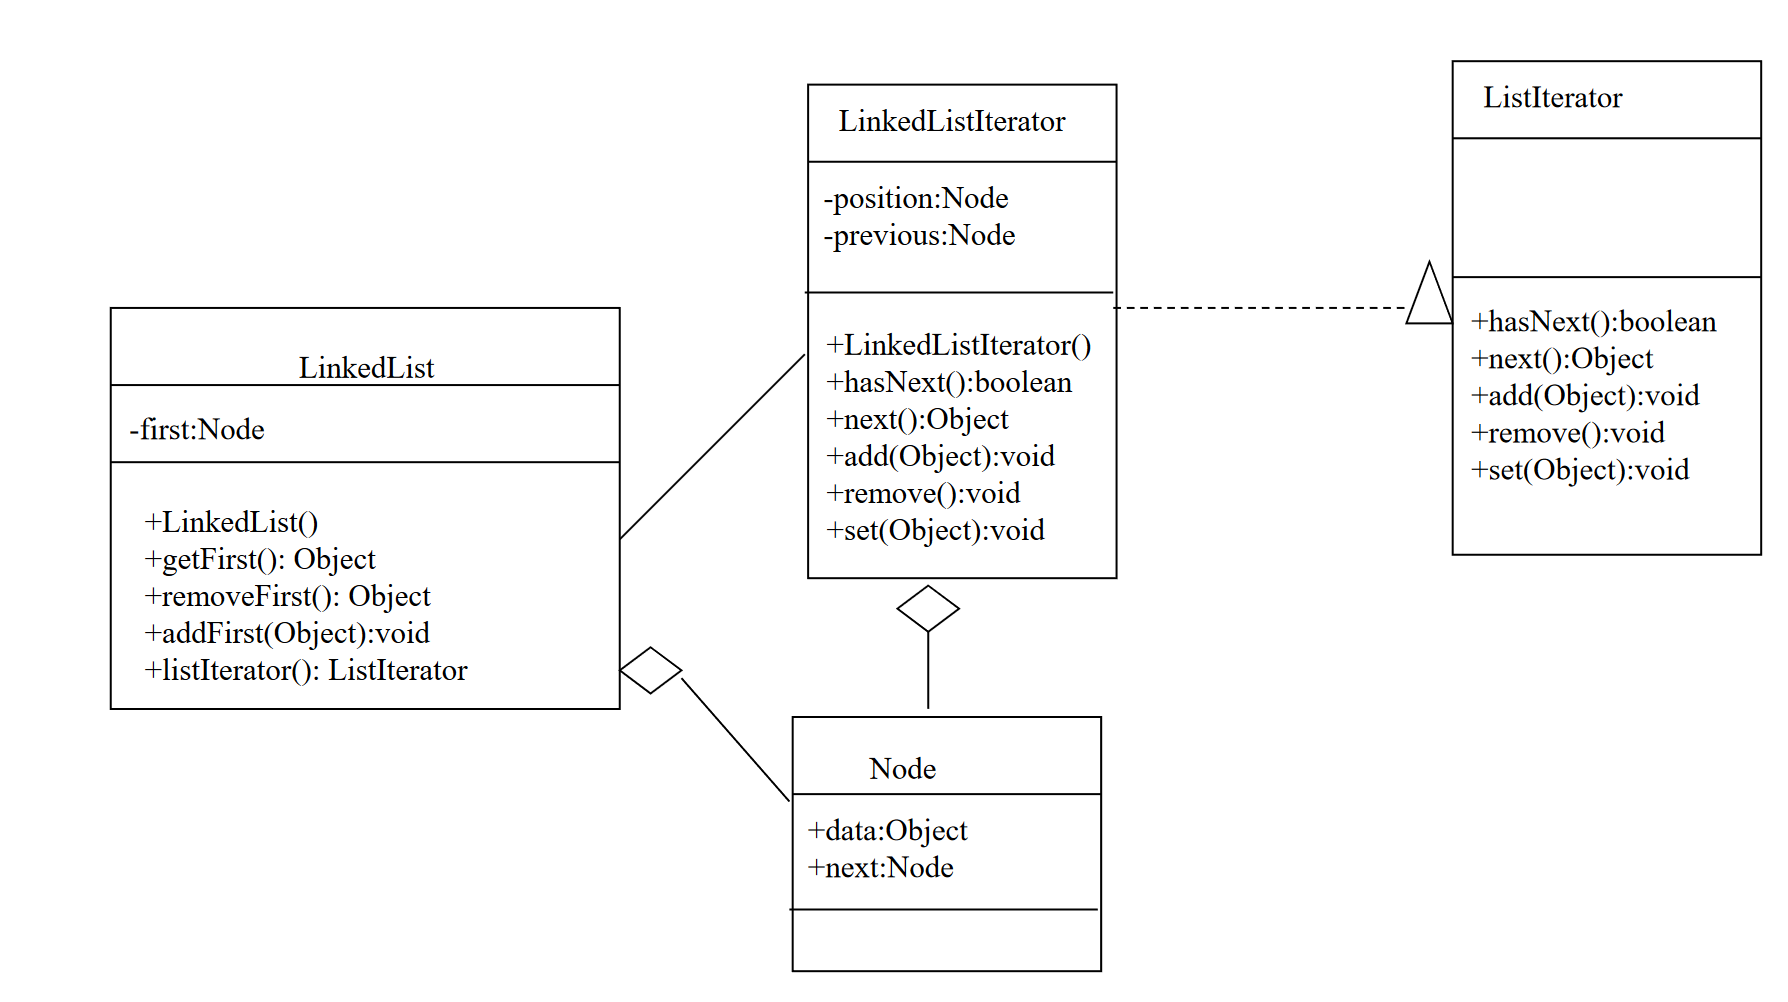 LinkedList
-first:Node
+LinkedList()
+getFirst(): Object
+removeFirst(): Object
+addFirst(Object):void
+listIterator(): ListIterator
LinkedListIterator
-position:Node
-previous:Node
+LinkedListIterator()
+hasNext():boolean
+next():Object
+add(Object):void
+remove():void
+set(Object):void
ListIterator
+hasNext():boolean
+next():Object
+add(Object):void
+remove():void
+set(Object):void
Node
+data:Object
+next:Node